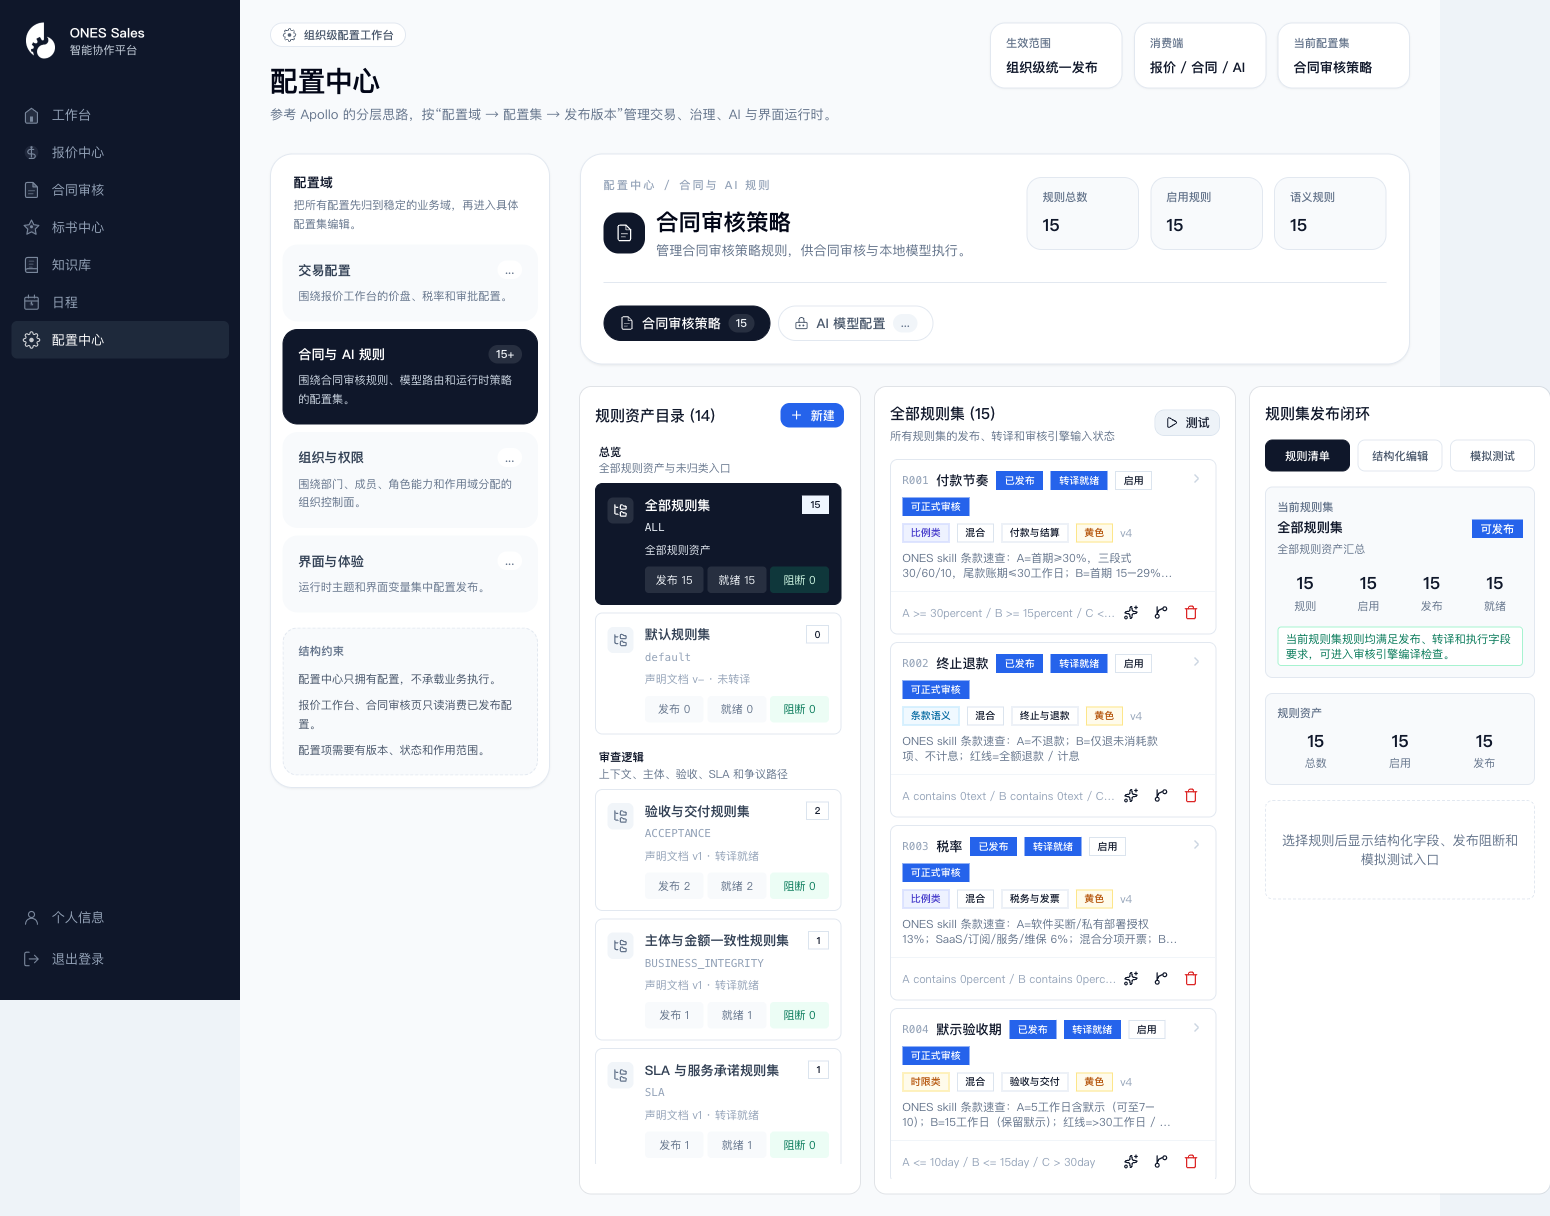 ONES Sales
智能协作平台
工作台
报价中心
合同审核
标书中心
知识库
日程
配置中心
个人信息
退出登录
组织级配置工作台
配置中心
参考 Apollo 的分层思路，按“配置域 → 配置集 → 发布版本”管理交易、治理、AI 与界面运行时。
生效范围
组织级统一发布
消费端
报价 / 合同 / AI
当前配置集
合同审核策略
配置域
把所有配置先归到稳定的业务域，再进入具体
配置集编辑。
交易配置 ...
围绕报价工作台的价盘、税率和审批配置。
合同与 AI 规则 15+
围绕合同审核规则、模型路由和运行时策略
的配置集。
组织与权限 ...
围绕部门、成员、角色能力和作用域分配的
组织控制面。
界面与体验 ...
运行时主题和界面变量集中配置发布。
结构约束
配置中心只拥有配置，不承载业务执行。
报价工作台、合同审核页只读消费已发布配
置。
配置项需要有版本、状态和作用范围。
配置中心 / 合同与 AI 规则
合同审核策略
管理合同审核策略规则，供合同审核与本地模型执行。
规则总数
15
启用规则
15
语义规则
15
合同审核策略 15
AI 模型配置 ...
规则资产目录 (14)
+ 新建
总览
全部规则资产与未归类入口
全部规则集 15
ALL
全部规则资产
发布 15 就绪 15 阻断 0
默认规则集 0
default
声明文档 v- · 未转译
发布 0 就绪 0 阻断 0
审查逻辑
上下文、主体、验收、SLA 和争议路径
验收与交付规则集 2
ACCEPTANCE
声明文档 v1 · 转译就绪
发布 2 就绪 2 阻断 0
主体与金额一致性规则集 1
BUSINESS_INTEGRITY
声明文档 v1 · 转译就绪
发布 1 就绪 1 阻断 0
SLA 与服务承诺规则集 1
SLA
声明文档 v1 · 转译就绪
发布 1 就绪 1 阻断 0
全部规则集 (15)
所有规则集的发布、转译和审核引擎输入状态
测试
R001 付款节奏 已发布 转译就绪 启用
可正式审核
比例类 混合 付款与结算 黄色 v4
ONES skill 条款速查：A=首期≥30%，三段式
30/60/10，尾款账期≤30工作日；B=首期 15—29%...
A >= 30percent / B >= 15percent / C <...
R002 终止退款 已发布 转译就绪 启用
可正式审核
条款语义 混合 终止与退款 黄色 v4
ONES skill 条款速查：A=不退款；B=仅退未消耗款
项、不计息；红线=全额退款 / 计息
A contains 0text / B contains 0text / C...
R003 税率 已发布 转译就绪 启用
可正式审核
比例类 混合 税务与发票 黄色 v4
ONES skill 条款速查：A=软件买断/私有部署授权
13%；SaaS/订阅/服务/维保 6%；混合分项开票；B...
A contains 0percent / B contains 0perc...
R004 默示验收期 已发布 转译就绪 启用
可正式审核
时限类 混合 验收与交付 黄色 v4
ONES skill 条款速查：A=5工作日含默示（可至7—
10）；B=15工作日（保留默示）；红线=>30工作日 / ...
A <= 10day / B <= 15day / C > 30day
规则集发布闭环
规则清单 结构化编辑 模拟测试
当前规则集
全部规则集 可发布
全部规则资产汇总
15 15 15 15
规则 启用 发布 就绪
当前规则集规则均满足发布、转译和执行字段
要求，可进入审核引擎编译检查。
规则资产
15 15 15
总数 启用 发布
选择规则后显示结构化字段、发布阻断和
模拟测试入口